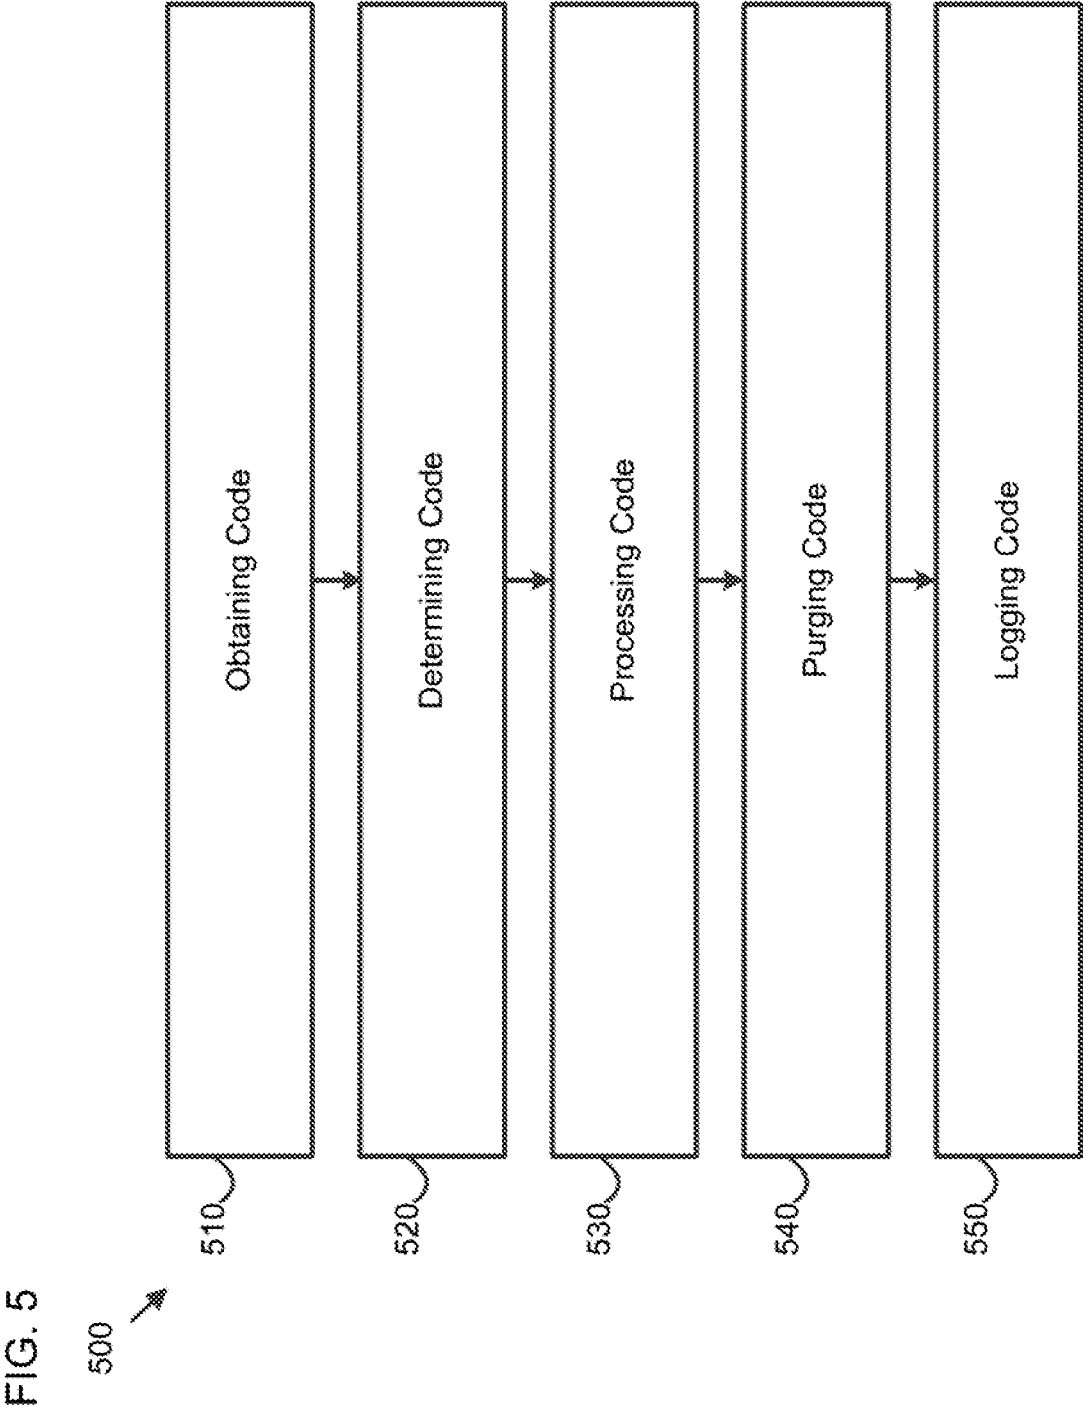 FIG. 5
500
510
Obtaining Code
520
Determining Code
530
Processing Code
540
Purging Code
550
Logging Code